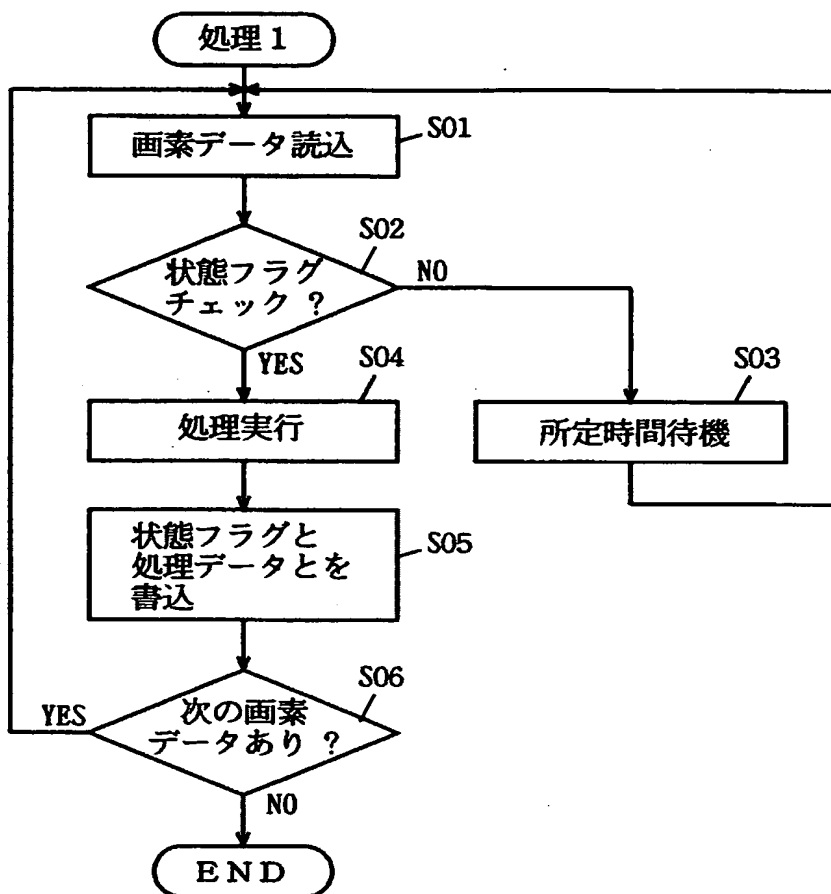 処理1
画素データ読込
S01
状態フラグ
チェック?
S02
NO
YES
S03
所定時間待機
S04
処理実行
状態フラグと
処理データとを
書込
S05
S06
次の画素
データあり?
YES
NO
END